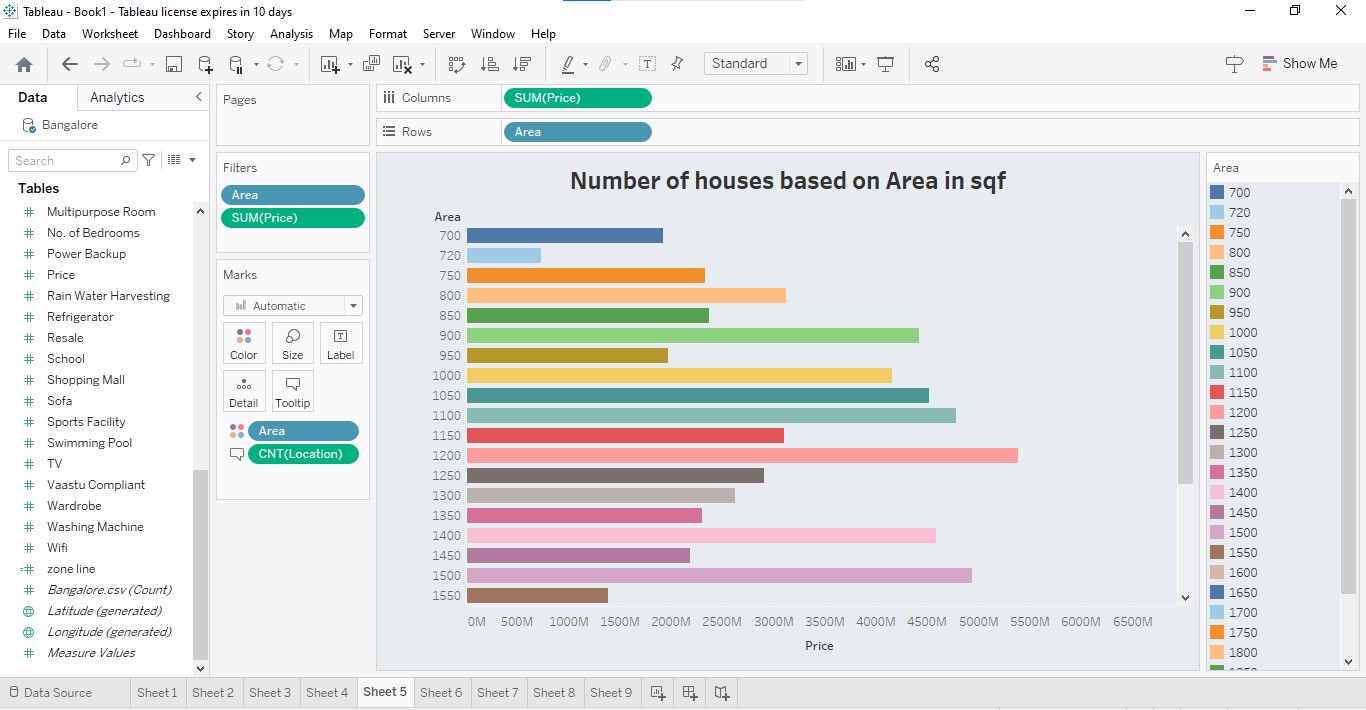 Tableau - Book1 - Tableau license expires in 10 days
File Data Worksheet Dashboard Story Analysis Map Format Server Window Help
Standard
Show Me
Data Analytics
Bangalore
Search
Tables
Multipurpose Room
No. of Bedrooms
Power Backup
Price
Rain Water Harvesting
Refrigerator
Resale
School
Shopping Mall
Sofa
Sports Facility
Swimming Pool
TV
Vaastu Compliant
Wardrobe
Washing Machine
Wifi
zone line
Bangalore.csv (Count)
Latitude (generated)
Longitude (generated)
Measure Values
Pages
Filters
Area
SUM(Price)
Marks
Automatic
Color Size Label
Detail Tooltip
Area
CNT(Location)
Columns SUM(Price)
Rows Area
Number of houses based on Area in sqf
Area
700
720
750
800
850
900
950
1000
1050
1100
1150
1200
1250
1300
1350
1400
1450
1500
1550
0M 500M 1000M 1500M 2000M 2500M 3000M 3500M 4000M 4500M 5000M 5500M 6000M 6500M
Price
Area
700
720
750
800
850
900
950
1000
1050
1100
1150
1200
1250
1300
1350
1400
1450
1500
1550
1600
1650
1700
1750
1800
Data Source Sheet 1 Sheet 2 Sheet 3 Sheet 4 Sheet 5 Sheet 6 Sheet 7 Sheet 8 Sheet 9